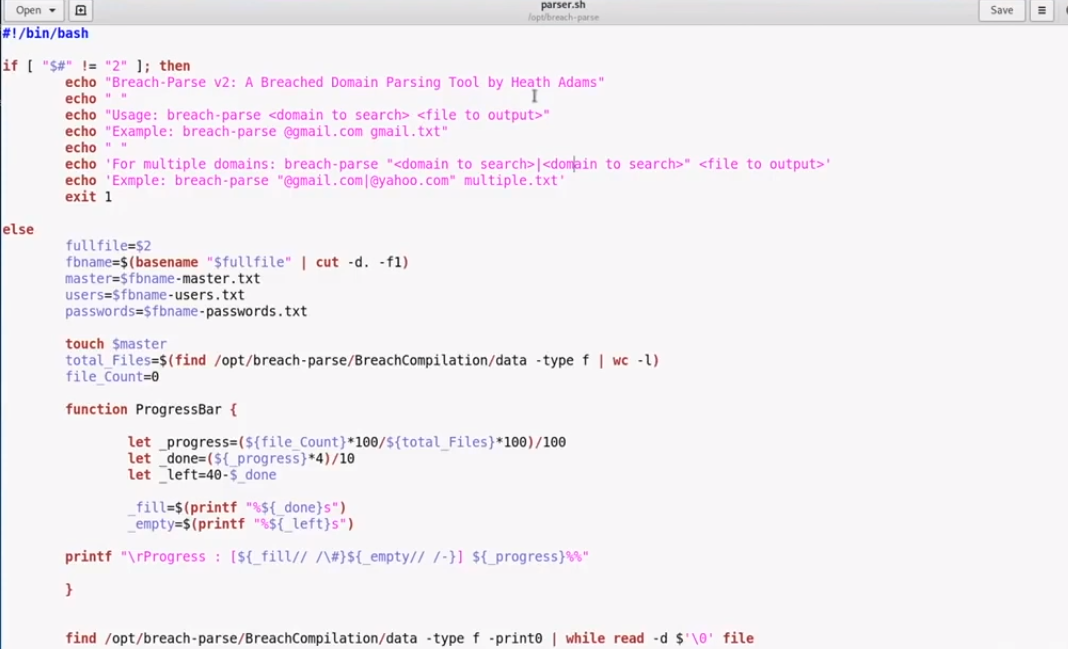 Open
parser.sh
/opt/breach-parse
Save
#!/bin/bash
if [ "$#" != "2" ]; then
echo "Breach-Parse v2: A Breached Domain Parsing Tool by Heath Adams"
echo " "
echo "Usage: breach-parse <domain to search> <file to output>"
echo "Example: breach-parse @gmail.com gmail.txt"
echo " "
echo 'For multiple domains: breach-parse "<domain to search>|<domain to search>" <file to output>'
echo 'Exmple: breach-parse "@gmail.com|@yahoo.com" multiple.txt'
exit 1
else
fullfile=$2
fbname=$(basename "$fullfile" | cut -d. -f1)
master=$fbname-master.txt
users=$fbname-users.txt
passwords=$fbname-passwords.txt
touch $master
total_Files=$(find /opt/breach-parse/BreachCompilation/data -type f | wc -l)
file_Count=0
function ProgressBar {
let _progress=(${file_Count}*100/${total_Files}*100)/100
let _done=(${_progress}*4)/10
let _left=40-$_done
_fill=$(printf "%${_done}s")
_empty=$(printf "%${_left}s")
printf "\rProgress : [${_fill// /\#}${_empty// /-}] ${_progress}%%"
}
find /opt/breach-parse/BreachCompilation/data -type f -print0 | while read -d $'\0' file